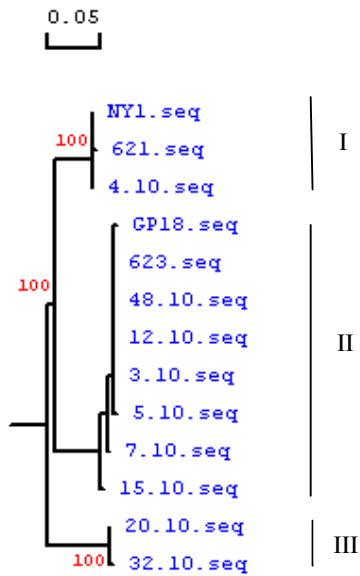 0.05
NY1.seq
100
621.seq
I
4.10.seq
GP18.seq
623.seq
100
48.10.seq
12.10.seq
II
3.10.seq
5.10.seq
7.10.seq
15.10.seq
20.10.seq
III
100
32.10.seq